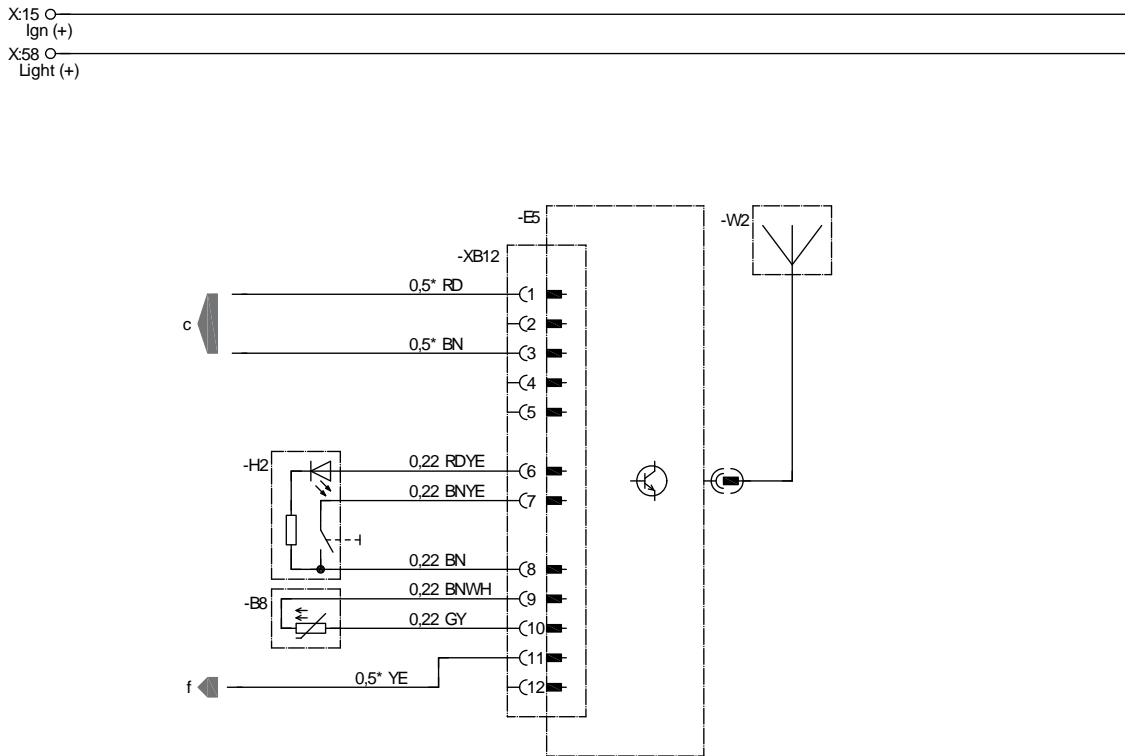 X:15
Ign (+)
X:58
Light (+)
-E5
-W2
-XB12
0,5* RD
1
c
2
0,5* BN
3
4
5
-H2
0,22 RDYE
6
0,22 BNYE
7
0,22 BN
8
-B8
0,22 BNWH
9
0,22 GY
10
11
f
0,5* YE
12